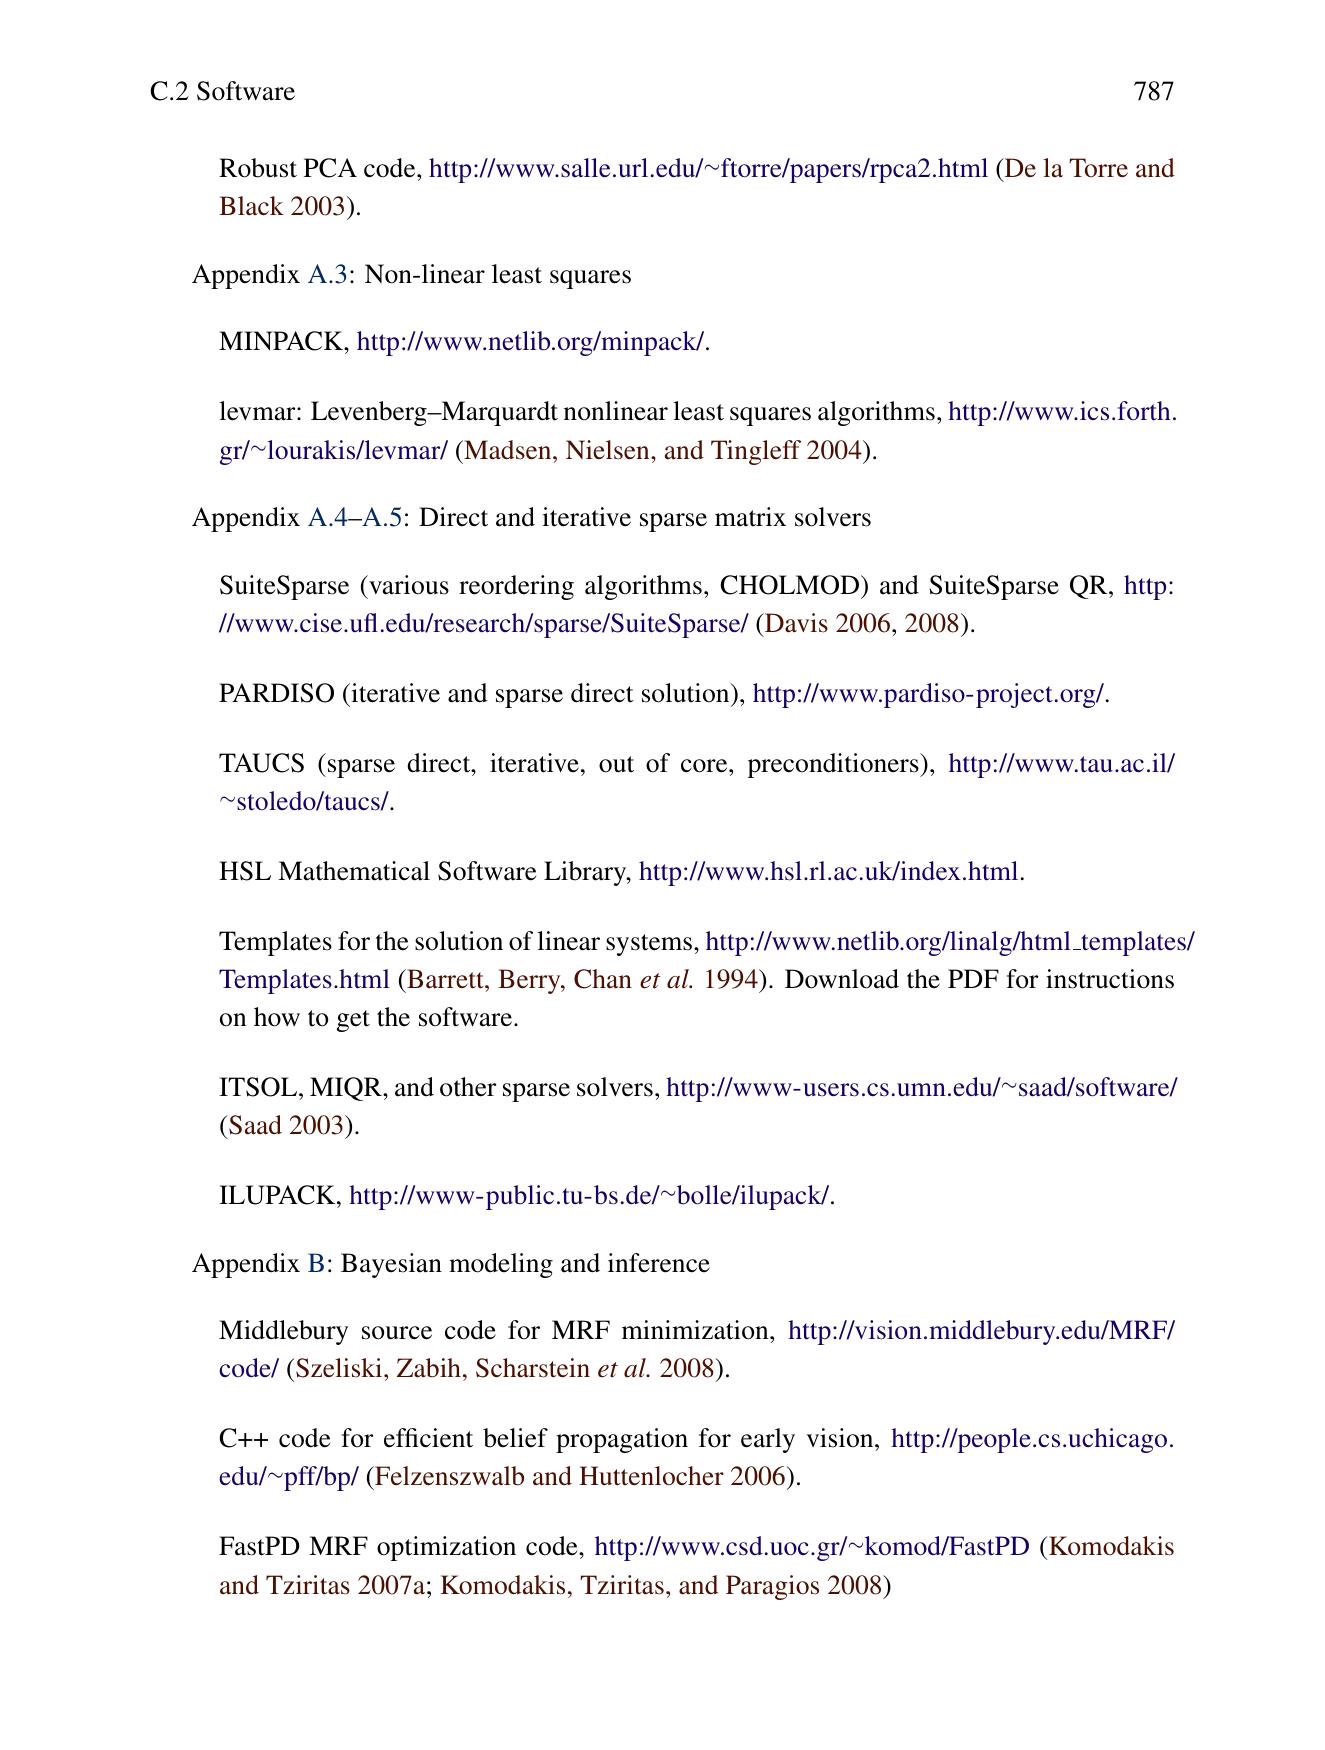 C.2 Software 787
Robust PCA code, http://www.salle.url.edu/~ftorre/papers/rpca2.html (De la Torre and
Black 2003).
Appendix A.3: Non-linear least squares
MINPACK, http://www.netlib.org/minpack/.
levmar: Levenberg–Marquardt nonlinear least squares algorithms, http://www.ics.forth.
gr/~lourakis/levmar/ (Madsen, Nielsen, and Tingleff 2004).
Appendix A.4–A.5: Direct and iterative sparse matrix solvers
SuiteSparse (various reordering algorithms, CHOLMOD) and SuiteSparse QR, http:
//www.cise.ufl.edu/research/sparse/SuiteSparse/ (Davis 2006, 2008).
PARDISO (iterative and sparse direct solution), http://www.pardiso-project.org/.
TAUCS (sparse direct, iterative, out of core, preconditioners), http://www.tau.ac.il/
~stoledo/taucs/.
HSL Mathematical Software Library, http://www.hsl.rl.ac.uk/index.html.
Templates for the solution of linear systems, http://www.netlib.org/linalg/html_templates/
Templates.html (Barrett, Berry, Chan et al. 1994). Download the PDF for instructions
on how to get the software.
ITSOL, MIQR, and other sparse solvers, http://www-users.cs.umn.edu/~saad/software/
(Saad 2003).
ILUPACK, http://www-public.tu-bs.de/~bolle/ilupack/.
Appendix B: Bayesian modeling and inference
Middlebury source code for MRF minimization, http://vision.middlebury.edu/MRF/
code/ (Szeliski, Zabih, Scharstein et al. 2008).
C++ code for efficient belief propagation for early vision, http://people.cs.uchicago.
edu/~pff/bp/ (Felzenszwalb and Huttenlocher 2006).
FastPD MRF optimization code, http://www.csd.uoc.gr/~komod/FastPD (Komodakis
and Tziritas 2007a; Komodakis, Tziritas, and Paragios 2008)